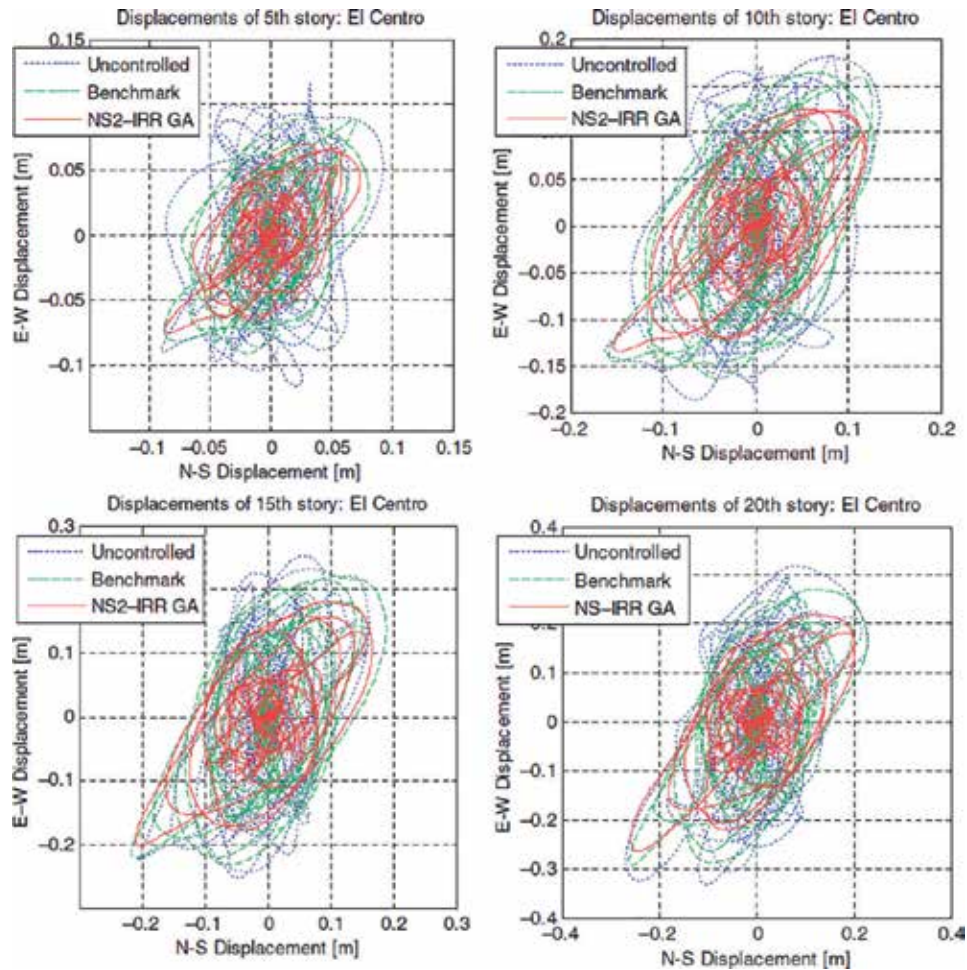 Displacements of 5th story: El Centro
0.15
Uncontrolled
Benchmark
NS2-IRR GA
0.05
0
-0.05
-0.1
E-W Displacement [m]
-0.1
-0.05
0
0.05
0.1
0.15
N-S Displacement [m]
Displacements of 10th story: El Centro
0.2
Uncontrolled
Benchmark
NS2-IRR GA
0.05
0
-0.05
-0.1
-0.15
-0.2
E-W Displacement [m]
-0.2
-0.1
0
0.1
0.2
N-S Displacement [m]
Displacements of 15th story: El Centro
0.3
Uncontrolled
Benchmark
NS2-IRR GA
0.1
0
-0.1
-0.2
E-W Displacement [m]
-0.2
-0.1
0
0.1
0.2
0.3
N-S Displacement [m]
Displacements of 20th story: El Centro
0.4
Uncontrolled
Benchmark
NS-IRR GA
0.1
0
-0.1
-0.2
-0.3
-0.4
E-W Displacement [m]
-0.4
-0.2
0
0.2
0.4
N-S Displacement [m]